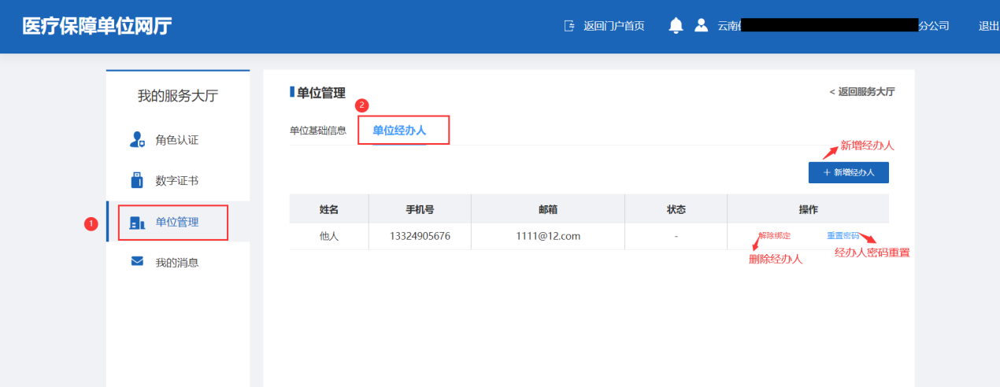 医疗保障单位网厅
返回门户首页
云南
分公司
退出
我的服务大厅
角色认证
数字证书
1
单位管理
我的消息
单位管理
< 返回服务大厅
2
单位基础信息
单位经办人
新增经办人
+ 新增经办人
姓名 手机号 邮箱 状态 操作
他人 13324905676 1111@12.com - 解除绑定 重置密码
删除经办人
经办人密码重置